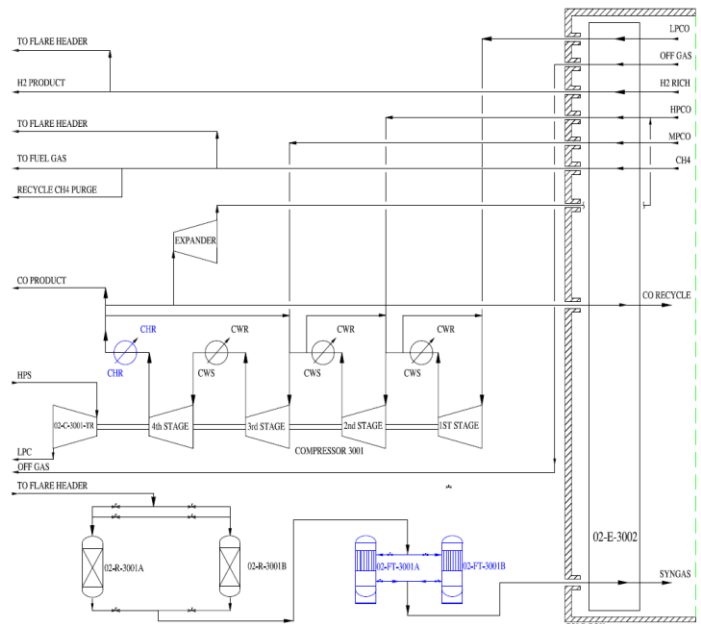 LPCO
TO FLARE HEADER
OFF GAS
H2 PRODUCT
H2 RICH
HPCO
TO FLARE HEADER
MPCO
TO FUEL GAS
CH4
RECYCLE CH4 PURGE
EXPANDER
CO PRODUCT
CO RECYCLE
CHR
CWR
CWR
CWR
CHR
CWS
CWS
CWS
HPS
02-C-3001-TR
4th STAGE
3rd STAGE
2nd STAGE
1ST STAGE
COMPRESSOR 3001
LPC
OFF GAS
TO FLARE HEADER
02-E-3002
02-R-3001A
02-R-3001B
02-FT-3001A
02-FT-3001B
SYNGAS